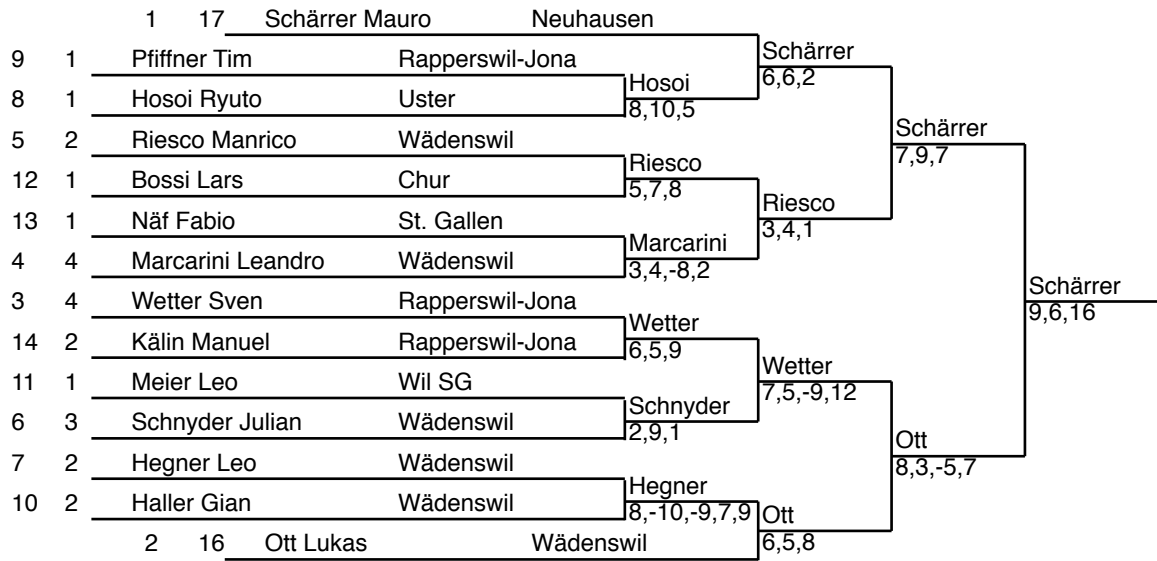 1 17 Schärrer Mauro Neuhausen
Schärrer
9 1 Pfiffner Tim Rapperswil-Jona
6,6,2
Hosoi
8 1 Hosoi Ryuto Uster
8,10,5
Schärrer
5 2 Riesco Manrico Wädenswil
7,9,7
Riesco
12 1 Bossi Lars Chur
5,7,8
Riesco
13 1 Näf Fabio St. Gallen
3,4,1
Marcarini
4 4 Marcarini Leandro Wädenswil
3,4,-8,2
Schärrer
3 4 Wetter Sven Rapperswil-Jona
9,6,16
Wetter
14 2 Kälin Manuel Rapperswil-Jona
6,5,9
Wetter
11 1 Meier Leo Wil SG
7,5,-9,12
Schnyder
6 3 Schnyder Julian Wädenswil
2,9,1
Ott
7 2 Hegner Leo Wädenswil
8,3,-5,7
Hegner
10 2 Haller Gian Wädenswil
8,-10,-9,7,9
Ott
2 16 Ott Lukas Wädenswil
6,5,8